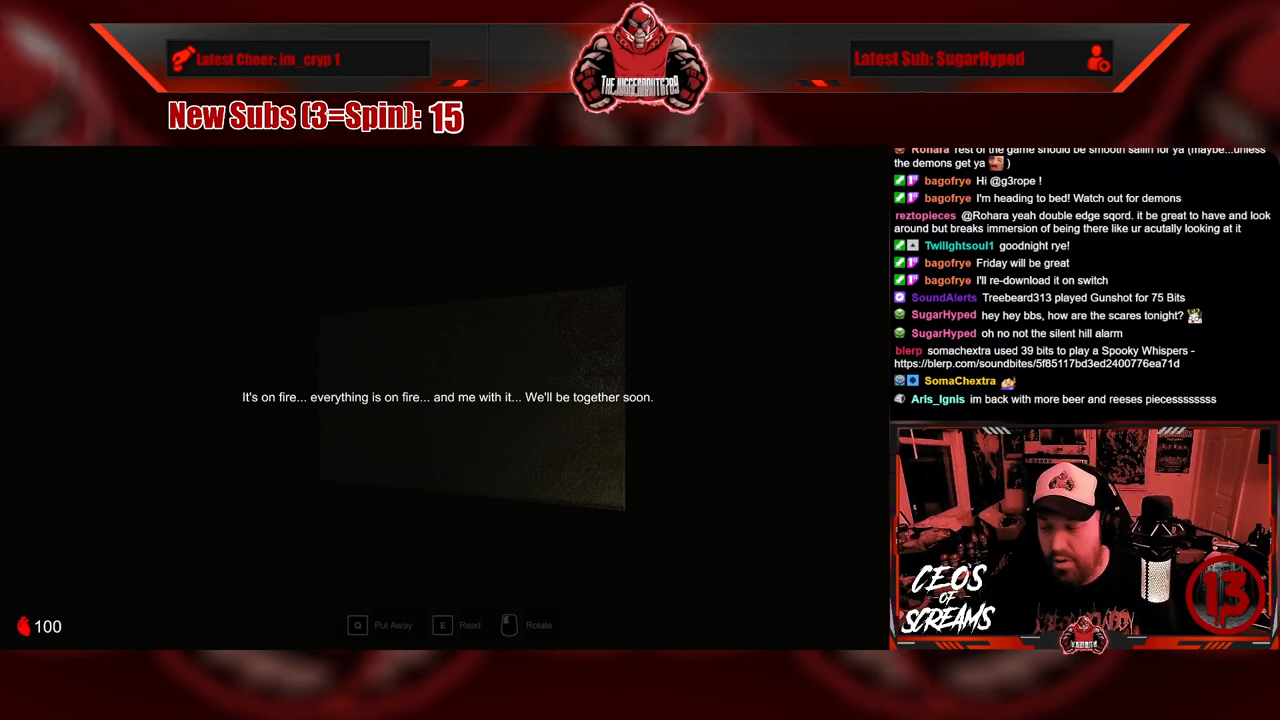 Latest Cheer: im_cryp 1
THEJUGGERNAUT6789
Latest Sub: SugarHyped
New Subs (3=Spin): 15
Rohara rest of the game should be smooth sailin for ya (maybe...unless
the demons get ya )
bagofrye Hi @g3rope !
bagofrye I'm heading to bed! Watch out for demons
reztopieces @Rohara yeah double edge sqord. it be great to have and look
around but breaks immersion of being there like ur acutally looking at it
Twilightsoul1 goodnight rye!
bagofrye Friday will be great
bagofrye I'll re-download it on switch
SoundAlerts Treebeard313 played Gunshot for 75 Bits
SugarHyped hey hey bbs, how are the scares tonight?
SugarHyped oh no not the silent hill alarm
blerp somachextra used 39 bits to play a Spooky Whispers -
https://blerp.com/soundbites/5f85117bd3ed2400776ea71d
SomaChextra
Aris_Ignis im back with more beer and reeses piecesssssss
It's on fire... everything is on fire... and me with it... We'll be together soon.
100
Q Put Away E Read Rotate
CEOS
OF
SCREAMS
13